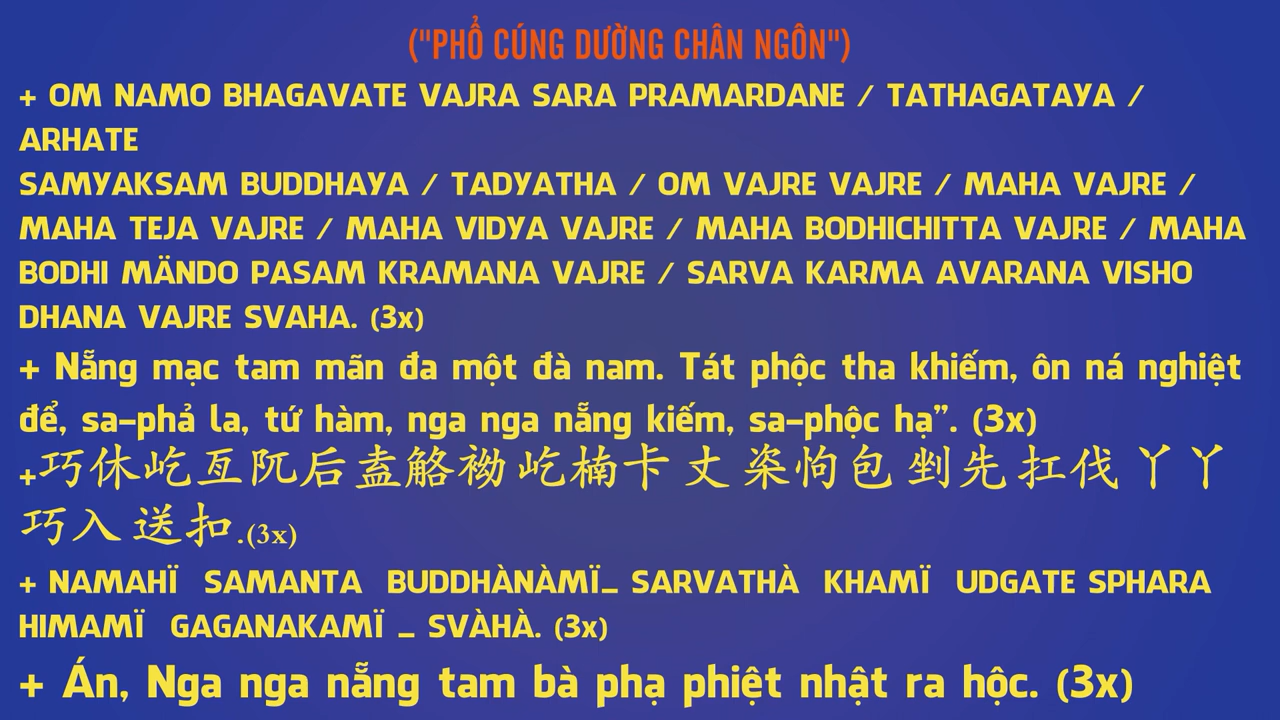 ("PHỔ CÚNG DƯỜNG CHÂN NGÔN")
+ OM NAMO BHAGAVATE VAJRA SARA PRAMARDANE / TATHAGATAYA /
ARHATE
SAMYAKSAM BUDDHAYA / TADYATHA / OM VAJRE VAJRE / MAHA VAJRE /
MAHA TEJA VAJRE / MAHA VIDYA VAJRE / MAHA BODHICHITTA VAJRE / MAHA
BODHI MÄNDO PASAM KRAMANA VAJRE / SARVA KARMA AVARANA VISHO
DHANA VAJRE SVAHA. (3x)
+ Nẵng mạc tam mãn đa một đà nam. Tát phộc tha khiếm, ôn ná nghiệt
để, sa-phả la, tứ hàm, nga nga nẵng kiếm, sa-phộc hạ”. (3x)
+巧休屹亙阢后盍觡袎屹楠卡丈 姿恂包 剉先扛伐丫丫
巧入送扣.(3x)
+ NAMAHÏ SAMANTA BUDDHÀNÀMÏ_ SARVATHÀ KHAMÏ UDGATE SPHARA
HIMAMÏ GAGANAKAMÏ _ SVÀHÀ. (3x)
+ Án, Nga nga nẵng tam bà phạ phiệt nhật ra hộc. (3x)